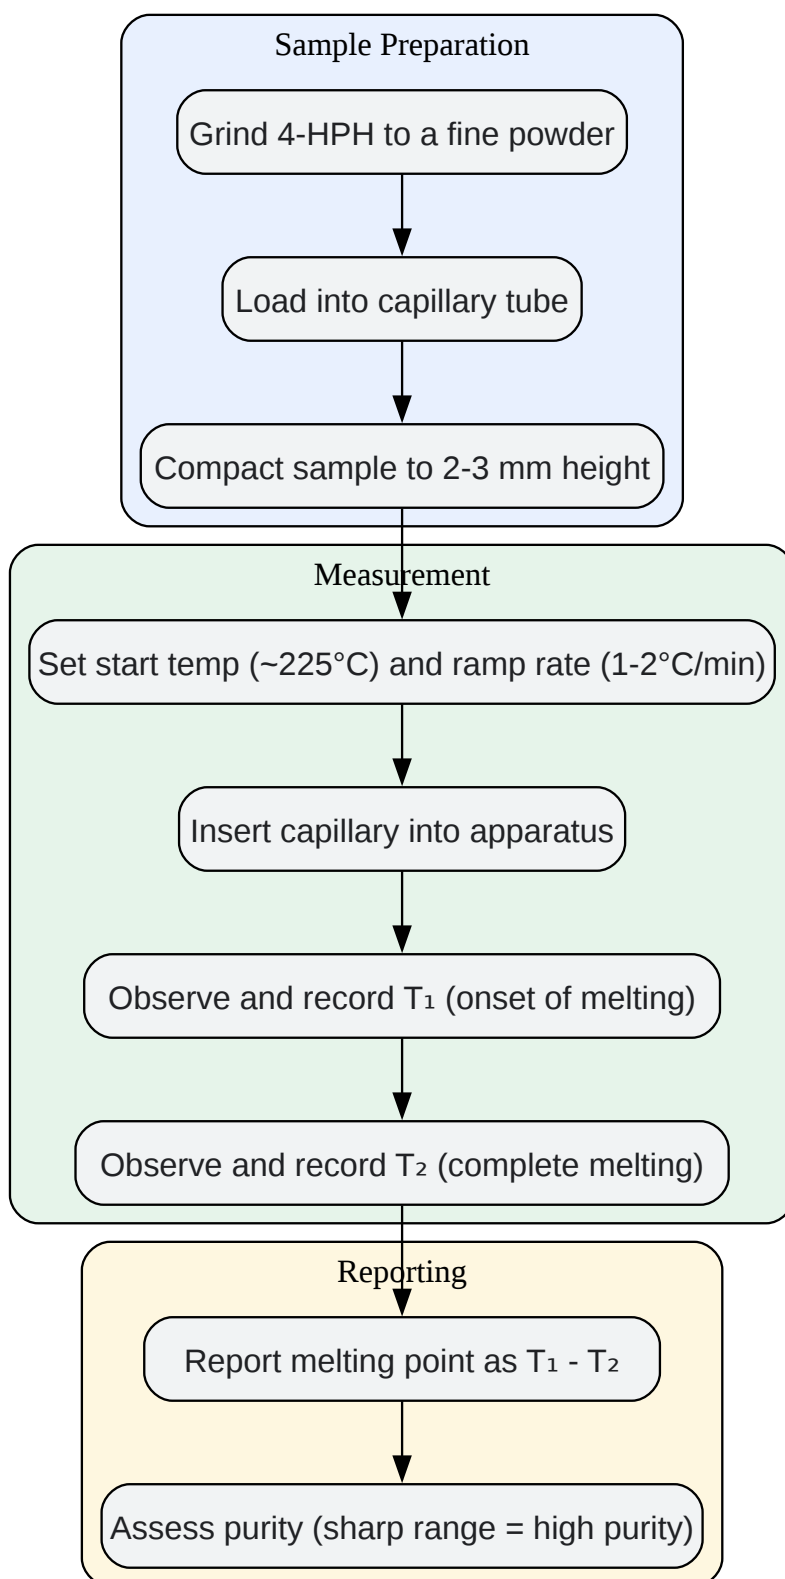 Sample Preparation
Grind 4-HPH to a fine powder
Load into capillary tube
Compact sample to 2-3 mm height
Measurement
Set start temp (~225°C) and ramp rate (1-2°C/min)
Insert capillary into apparatus
Observe and record T₁ (onset of melting)
Observe and record T₂ (complete melting)
Reporting
Report melting point as T₁ - T₂
Assess purity (sharp range = high purity)